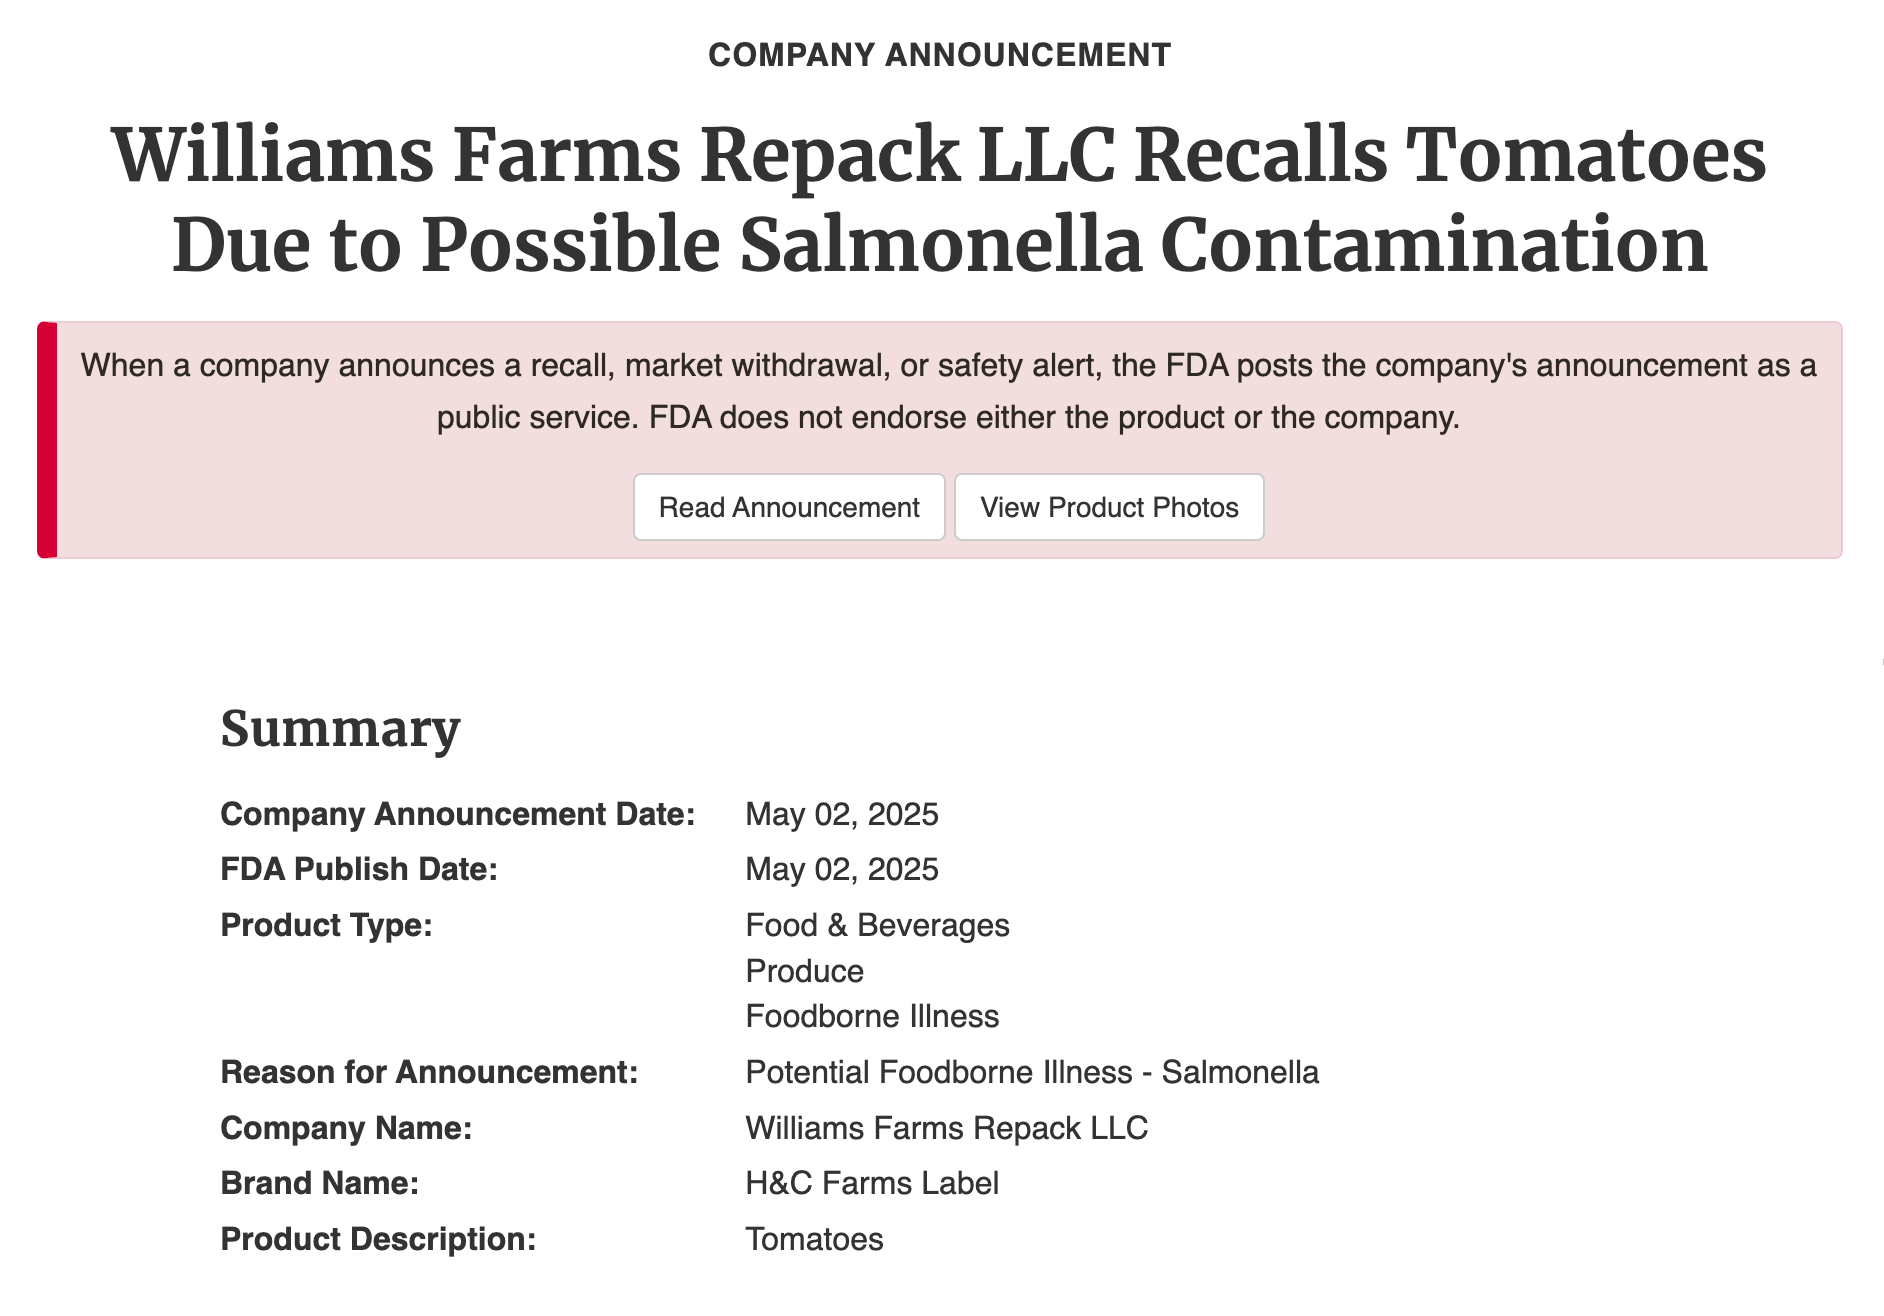 COMPANY ANNOUNCEMENT
Williams Farms Repack LLC Recalls Tomatoes
Due to Possible Salmonella Contamination
When a company announces a recall, market withdrawal, or safety alert, the FDA posts the company's announcement as a
public service. FDA does not endorse either the product or the company.
Read Announcement View Product Photos
Summary
Company Announcement Date: May 02, 2025
FDA Publish Date: May 02, 2025
Product Type: Food & Beverages
Produce
Foodborne Illness
Reason for Announcement: Potential Foodborne Illness - Salmonella
Company Name: Williams Farms Repack LLC
Brand Name: H&C Farms Label
Product Description: Tomatoes